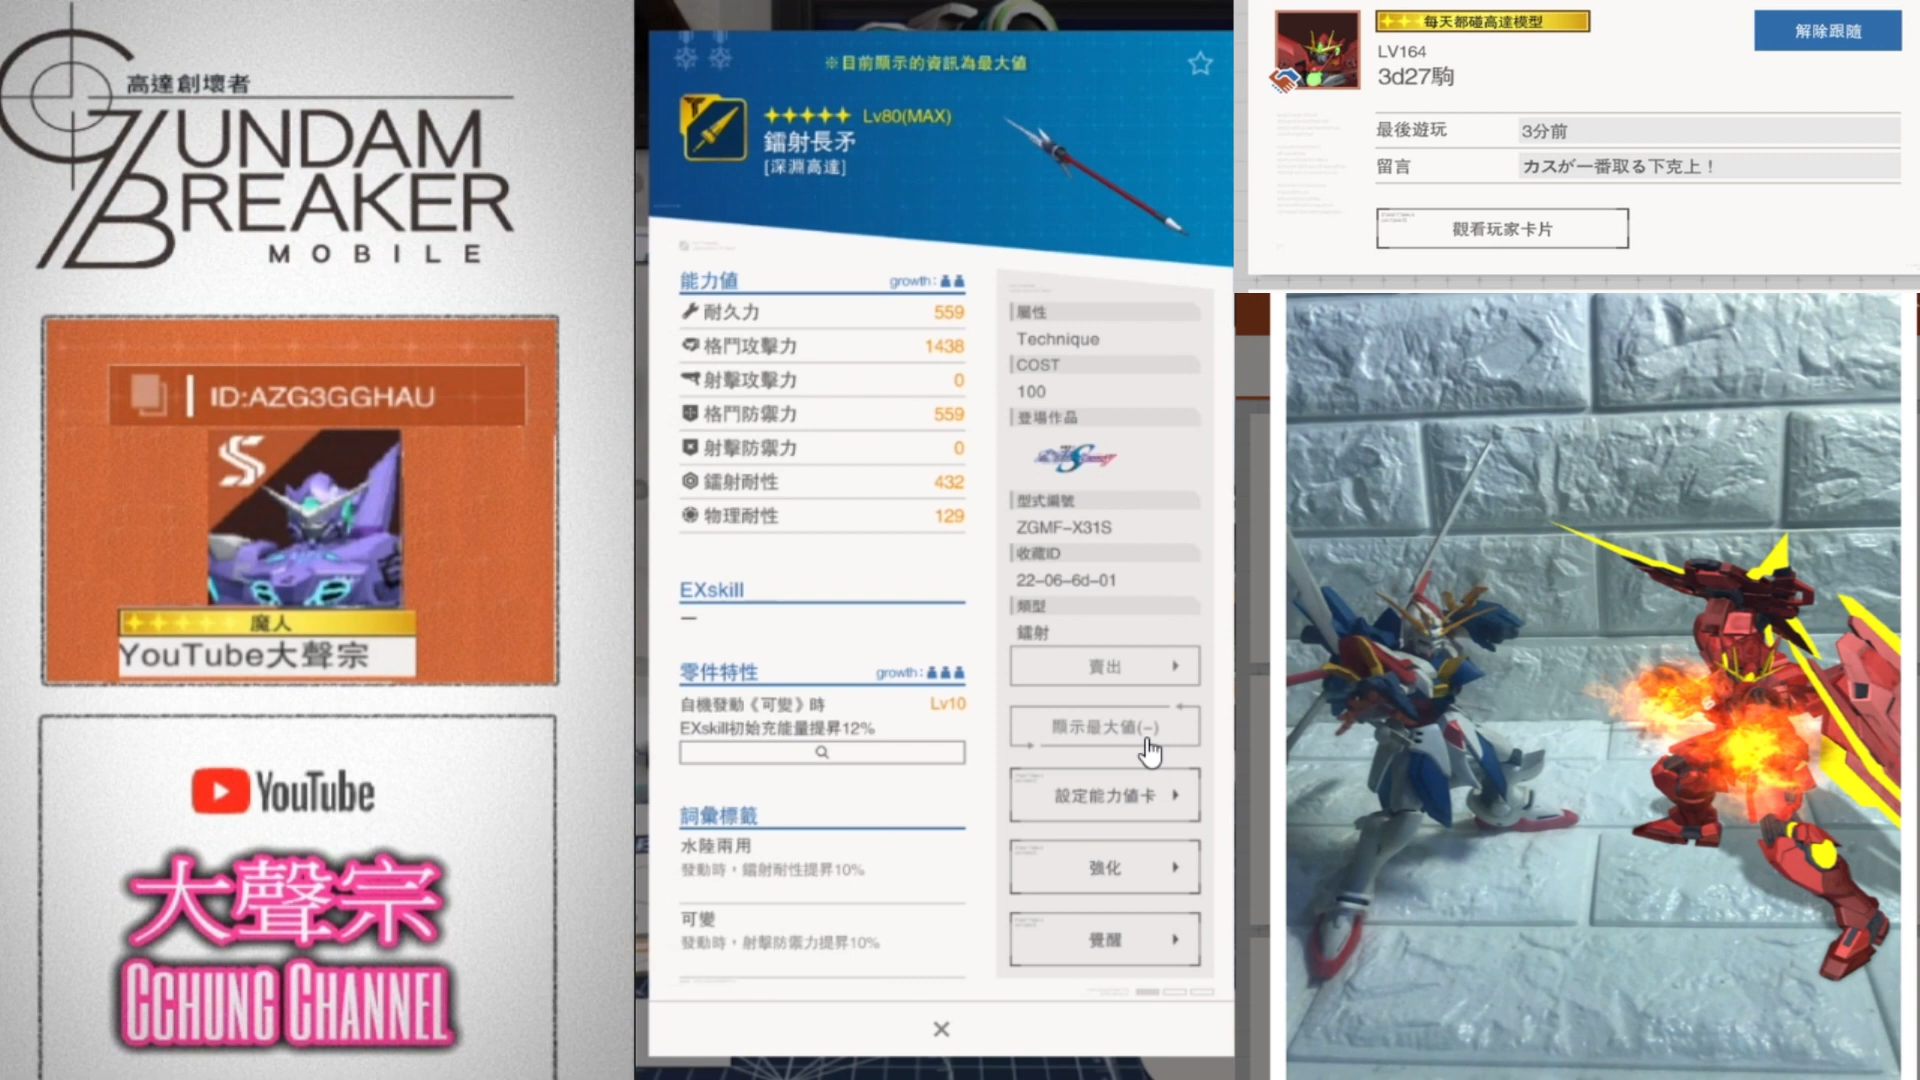 高達創壞者
GUNDAM
BREAKER
MOBILE
ID:AZG3GGHAU
魔人
YouTube大聲宗
YouTube
大聲宗
CCHUNG CHANNEL
※目前顯示的資訊為最大值
Lv80(MAX)
鐳射長矛
[深淵高達]
能力值
growth:
耐久力 559
格鬥攻擊力 1438
射擊攻擊力 0
格鬥防禦力 559
射擊防禦力 0
鐳射耐性 432
物理耐性 129
EXskill
—
零件特性
growth:
自機發動《可變》時 Lv10
EXskill初始充能量提昇12%
詞彙標籤
水陸兩用
發動時，鐳射耐性提昇10%
可變
發動時，射擊防禦力提昇10%
屬性
Technique
COST
100
登場作品
型式編號
ZGMF-X31S
收藏ID
22-06-6d-01
類型
鐳射
賣出
顯示最大值(-)
設定能力值卡
強化
覺醒
×
每天都碰高達模型
LV164
3d27駒
解除跟隨
最後遊玩 3分前
留言 カスが一番取る下克上！
觀看玩家卡片